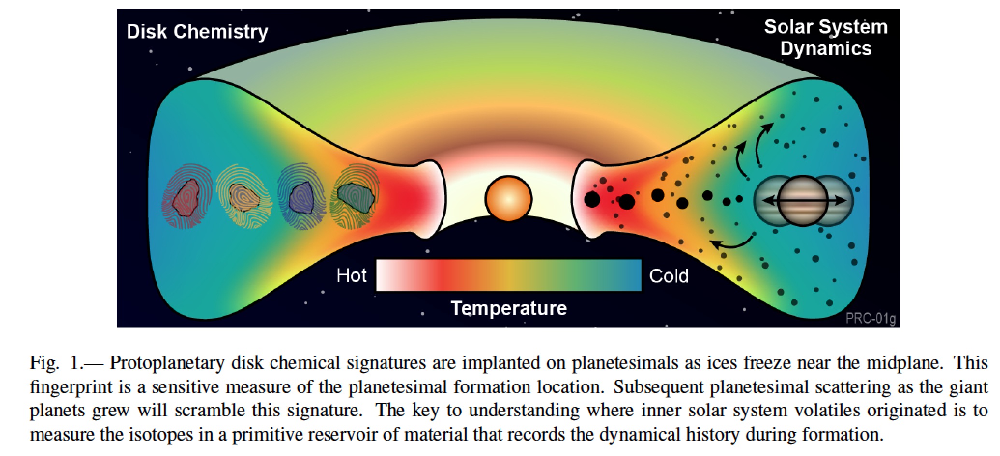 Disk Chemistry
Solar System
Dynamics
Hot
Cold
Temperature
PRO-01g
Fig. 1.— Protoplanetary disk chemical signatures are implanted on planetesimals as ices freeze near the midplane. This
fingerprint is a sensitive measure of the planetesimal formation location. Subsequent planetesimal scattering as the giant
planets grew will scramble this signature. The key to understanding where inner solar system volatiles originated is to
measure the isotopes in a primitive reservoir of material that records the dynamical history during formation.